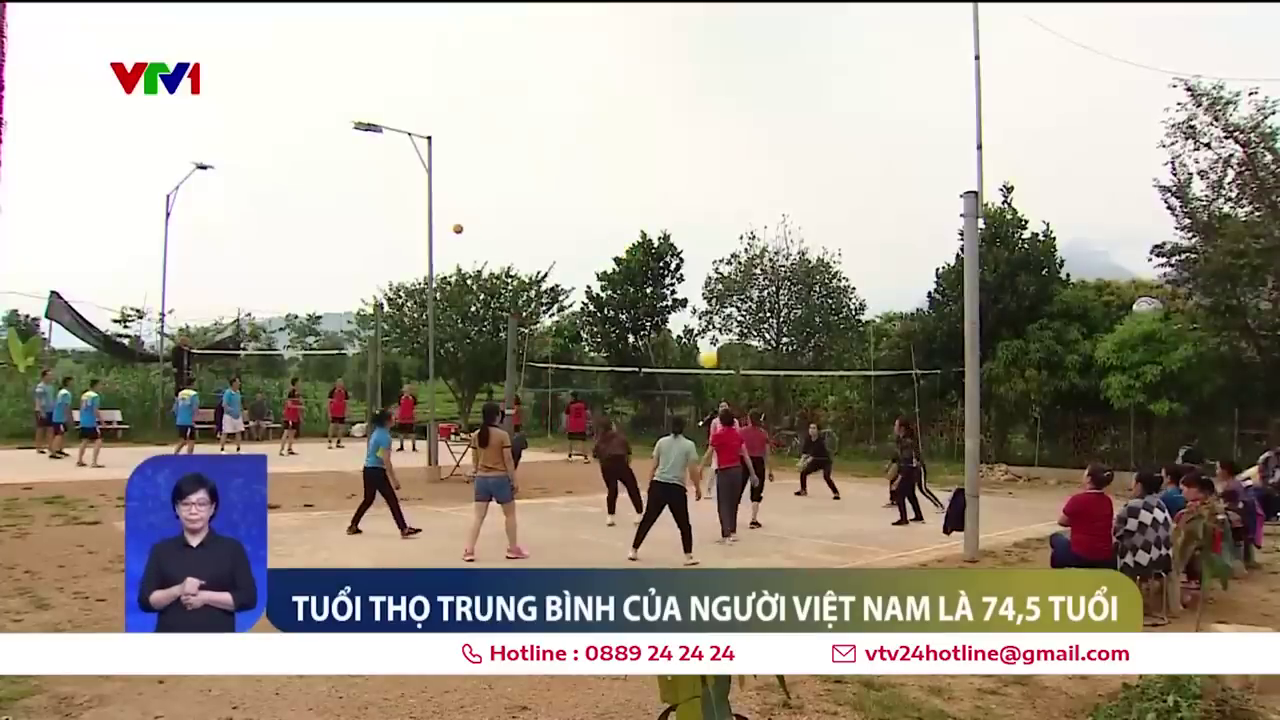 VTV1
TUỔI THỌ TRUNG BÌNH CỦA NGƯỜI VIỆT NAM LÀ 74,5 TUỔI
Hotline : 0889 24 24 24
vtv24hotline@gmail.com